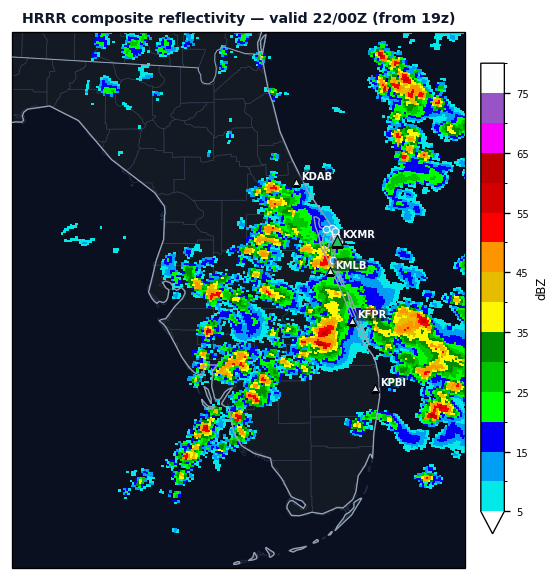 HRRR composite reflectivity — valid 22/00Z (from 19z)
75
65
55
45
35
25
15
5
dBZ
KDAB
KXMR
KMLB
KFPR
KPBI